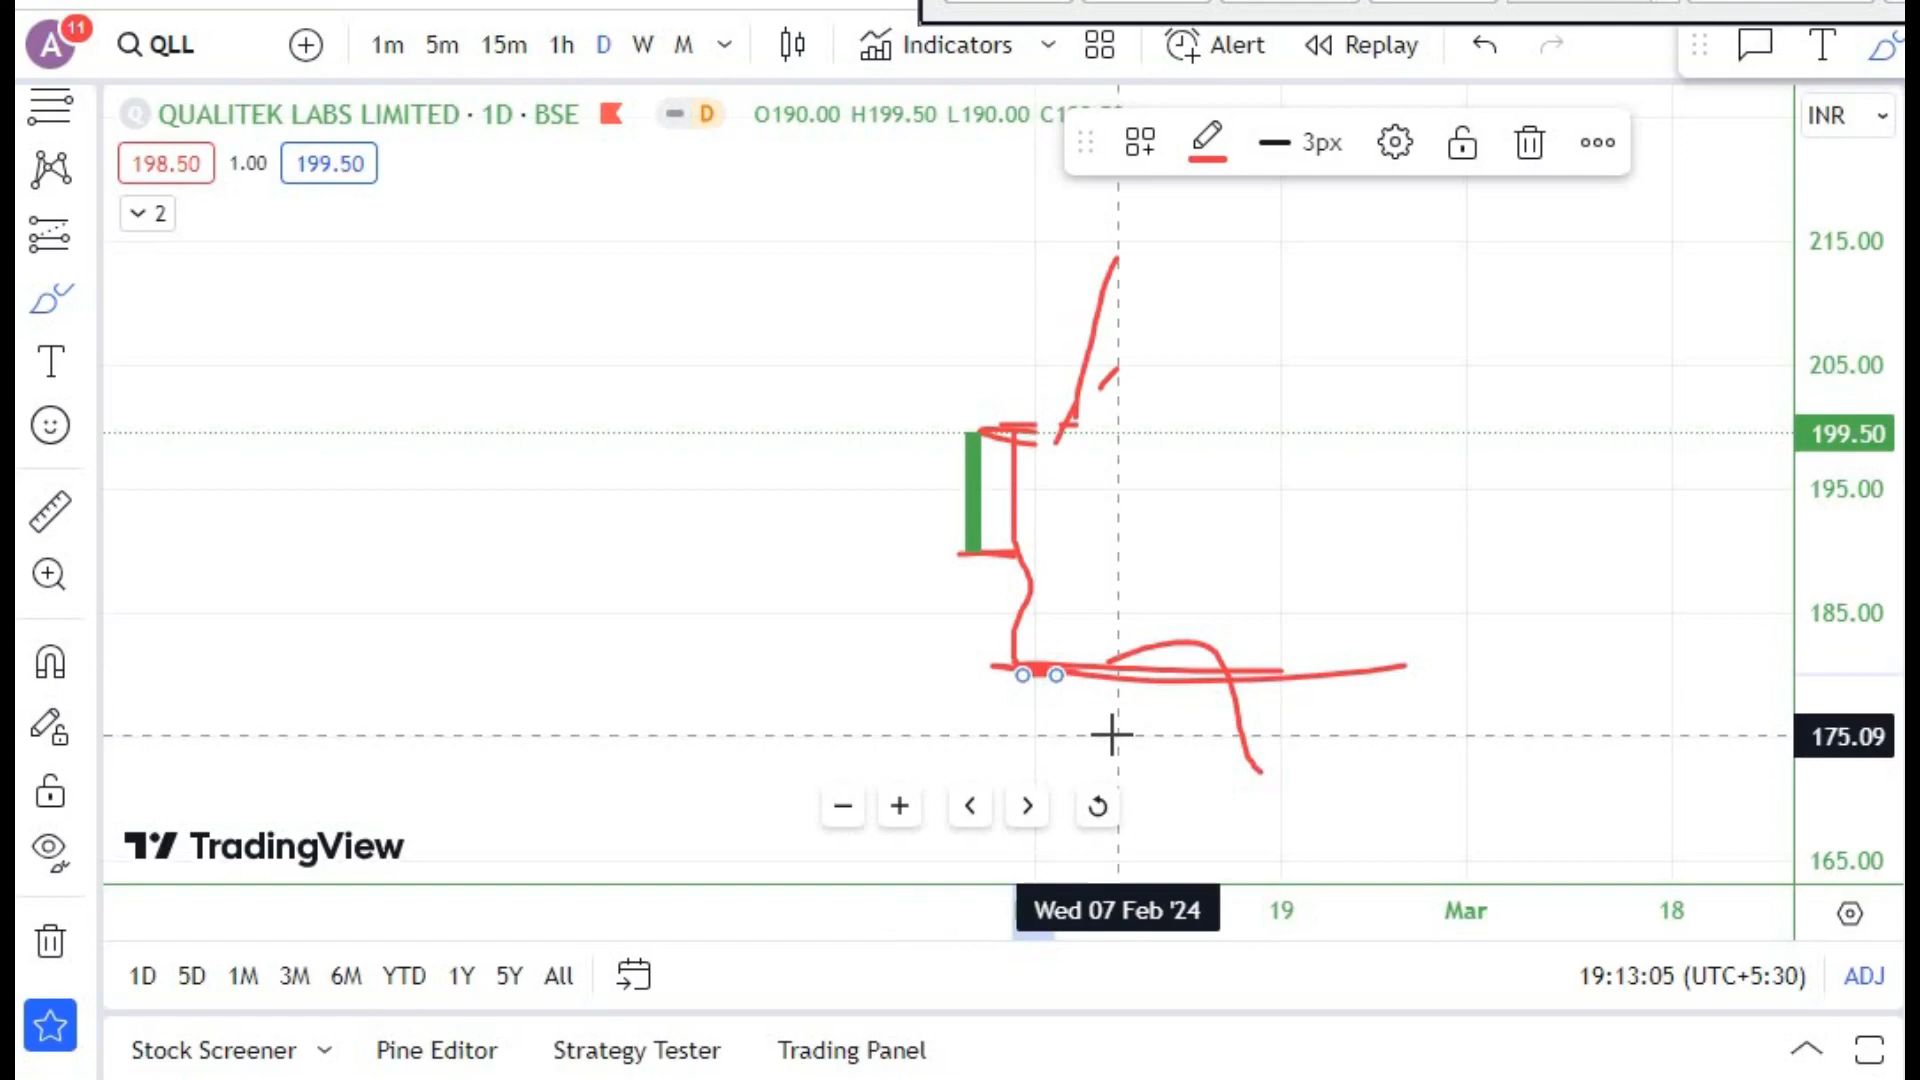 A 11 QLL 1m 5m 15m 1h D W M Indicators Alert Replay T
QUALITEK LABS LIMITED · 1D · BSE D O190.00 H199.50 L190.00 INR
3px
198.50 1.00 199.50
2
215.00
205.00
199.50
195.00
185.00
175.09
TradingView
165.00
Wed 07 Feb '24 19 Mar 18
1D 5D 1M 3M 6M YTD 1Y 5Y All 19:13:05 (UTC+5:30) ADJ
Stock Screener Pine Editor Strategy Tester Trading Panel